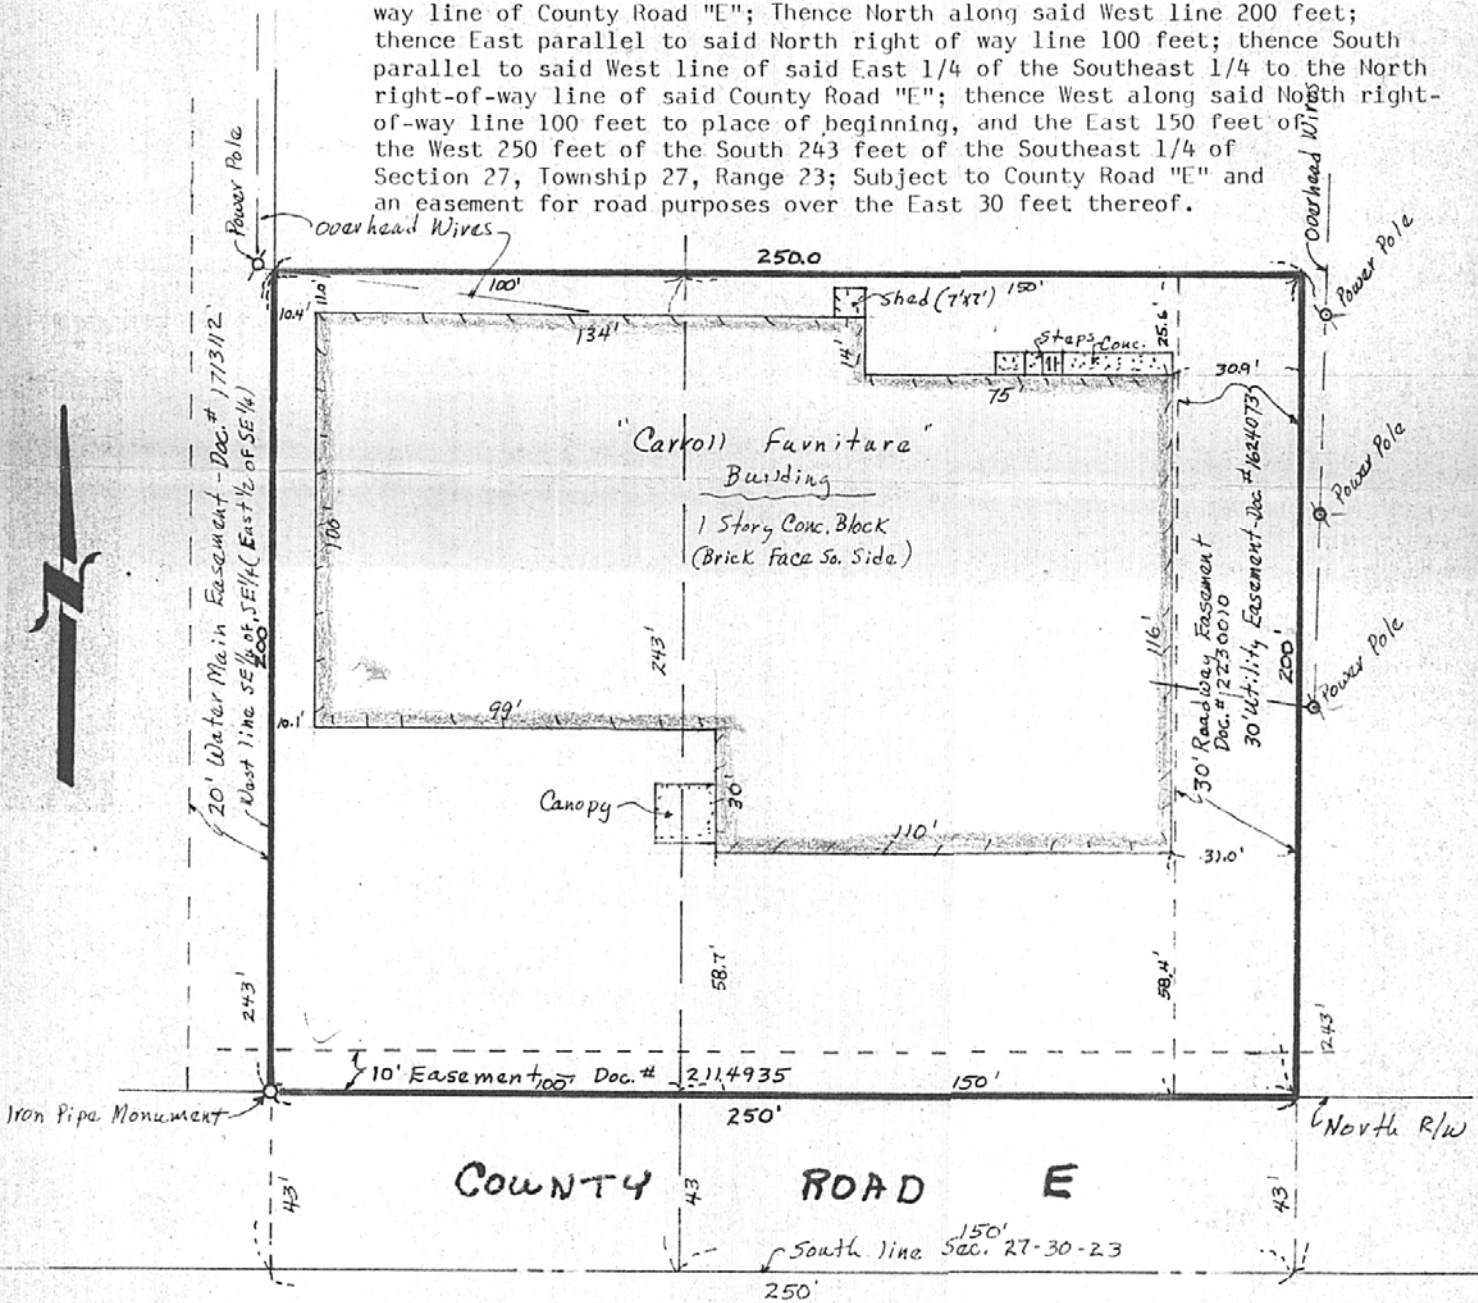 way line of County Road "E"; Thence North along said West line 200 feet;
thence East parallel to said North right of way line 100 feet; thence South
parallel to said West line of said East 1/4 of the Southeast 1/4 to the North
right-of-way line of said County Road "E"; thence West along said North right-
of-way line 100 feet to place of beginning, and the East 150 feet of
the West 250 feet of the South 243 feet of the Southeast 1/4 of
Section 27, Township 27, Range 23; Subject to County Road "E" and
an easement for road purposes over the East 30 feet thereof.
Power Pole
Overhead Wires
Overhead Wires
Power Pole
250.0
100'
150'
Shed (7'x7')
11.0'
10.4'
134'
14'
Steps
Conc.
25.6'
75'
30.9'
"Carroll Furniture"
Building
1 Story Conc. Block
(Brick Face So. Side)
100'
20' Water Main Easement - Doc.# 1713112
West line SE1/4 of SE1/4 (East 1/2 of SE1/4)
200'
243'
116'
30' Roadway Easement
Doc.# 2230010
30' Utility Easement - Doc #1624073
200'
Power Pole
Power Pole
10.1'
99'
Canopy
30'
110'
31.0'
58.7'
58.4'
243'
243'
10' Easement Doc. # 2114935
100'
150'
Iron Pipe Monument
250'
North R/W
COUNTY ROAD E
43'
43
43'
150'
South line Sec. 27-30-23
250'